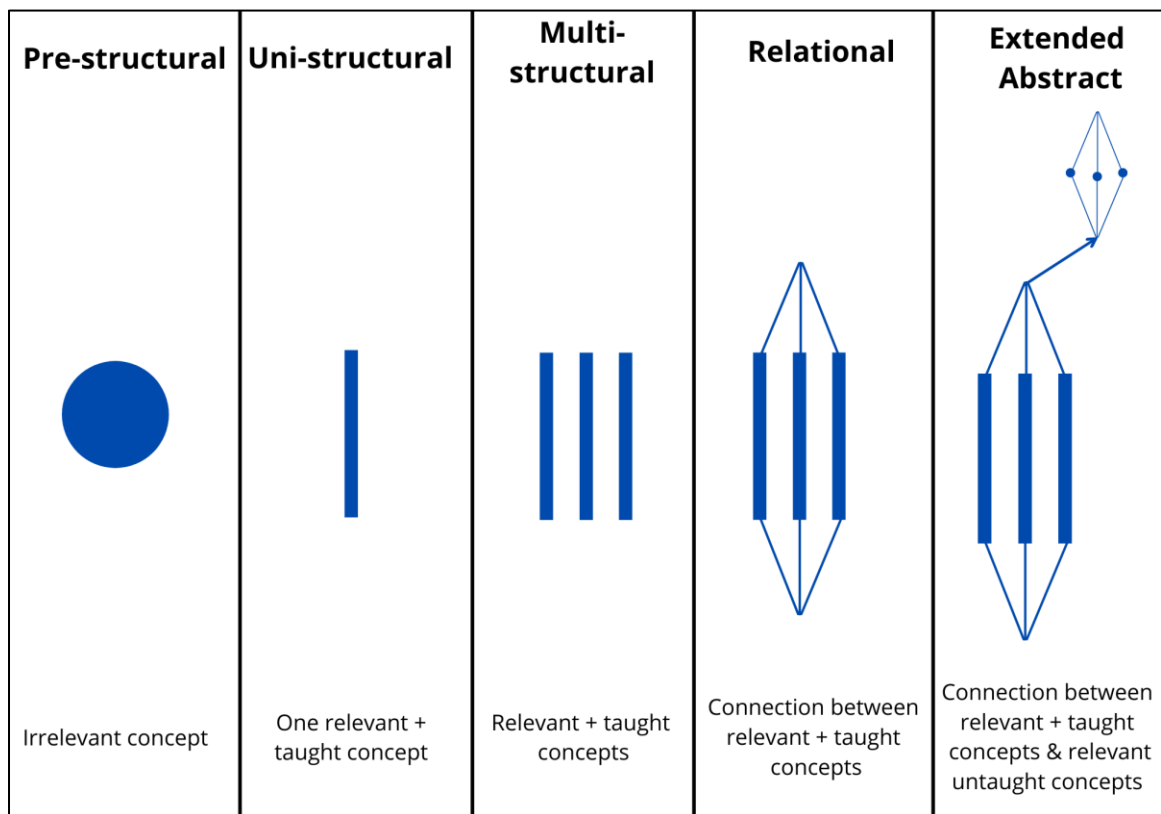 Pre-structural
Uni-structural
Multi-
structural
Relational
Extended
Abstract
Irrelevant concept
One relevant +
taught concept
Relevant + taught
concepts
Connection between
relevant + taught
concepts
Connection between
relevant + taught
concepts & relevant
untaught concepts